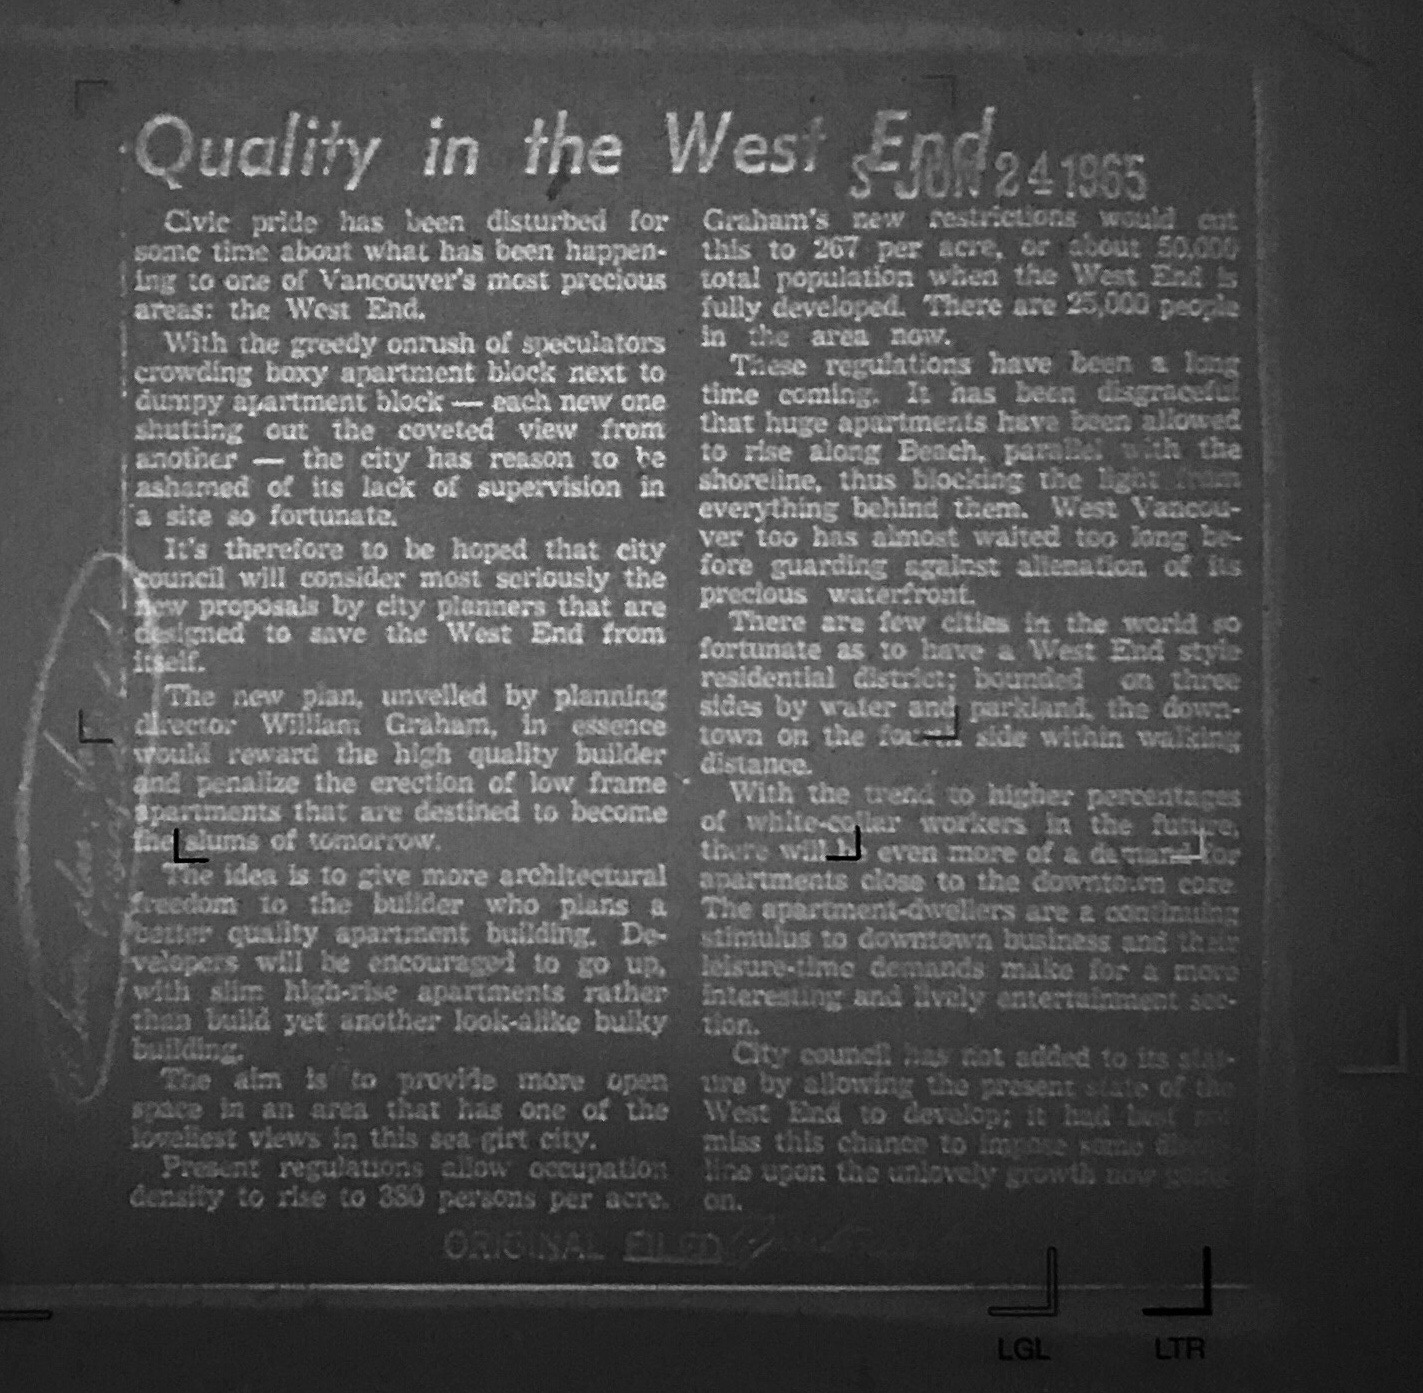 Quality in the West End
S JUN 24 1965
Civic pride has been disturbed for
some time about what has been happen-
ing to one of Vancouver's most precious
areas: the West End.
With the greedy onrush of speculators
crowding boxy apartment block next to
dumpy apartment block — each new one
shutting out the coveted view from
another — the city has reason to be
ashamed of its lack of supervision in
a site so fortunate.
It's therefore to be hoped that city
council will consider most seriously the
new proposals by city planners that are
designed to save the West End from
itself.
The new plan, unveiled by planning
director William Graham, in essence
would reward the high quality builder
and penalize the erection of low frame
apartments that are destined to become
the slums of tomorrow.
The idea is to give more architectural
freedom to the builder who plans a
better quality apartment building. De-
velopers will be encouraged to go up,
with slim high-rise apartments rather
than build yet another look-alike bulky
building.
The aim is to provide more open
space in an area that has one of the
loveliest views in this sea girt city.
Present regulations allow occupation
density to rise to 380 persons per acre.
Graham's new restrictions would cut
this to 267 per acre, or about 50,000
total population when the West End is
fully developed. There are 25,000 people
in the area now.
These regulations have been a long
time coming. It has been disgraceful
that huge apartments have been allowed
to rise along Beach, parallel with the
shoreline, thus blocking the light from
everything behind them. West Vancou-
ver too has almost waited too long be-
fore guarding against alienation of its
precious waterfront.
There are few cities in the world so
fortunate as to have a West End style
residential district; bounded on three
sides by water and parkland, the down-
town on the fourth side within walking
distance.
With the trend to higher percentages
of white-collar workers in the future,
there will be even more of a demand for
apartments close to the downtown core.
The apartment-dwellers are a continuing
stimulus to downtown business and their
leisure-time demands make for a more
interesting and lively entertainment sec-
tion.
City council has not added to its stat-
ure by allowing the present state of the
West End to develop; it had best not
miss this chance to impose some
line upon the unlovely growth now going
on.
ORIGINAL FILED
LGL LTR